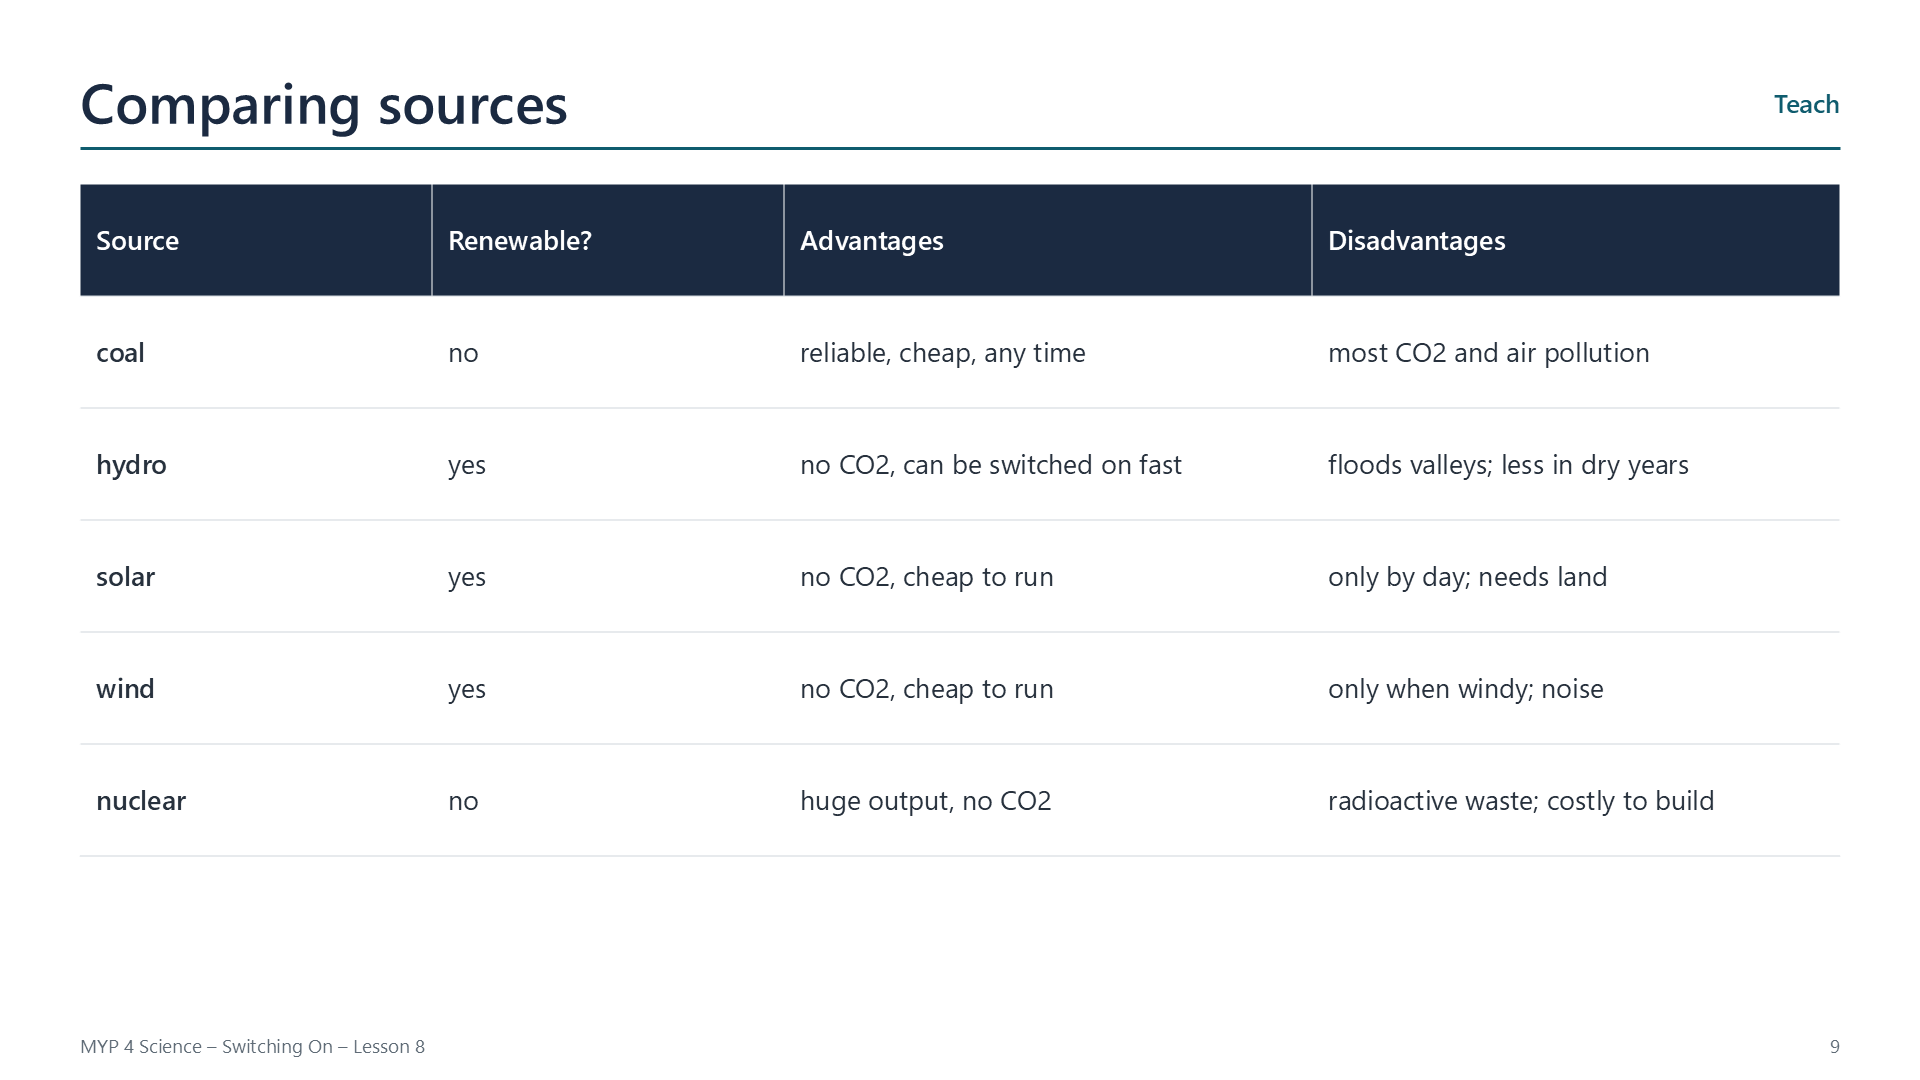 Comparing sources
Teach
Source Renewable? Advantages Disadvantages
coal no reliable, cheap, any time most CO2 and air pollution
hydro yes no CO2, can be switched on fast floods valleys; less in dry years
solar yes no CO2, cheap to run only by day; needs land
wind yes no CO2, cheap to run only when windy; noise
nuclear no huge output, no CO2 radioactive waste; costly to build
MYP 4 Science – Switching On – Lesson 8
9